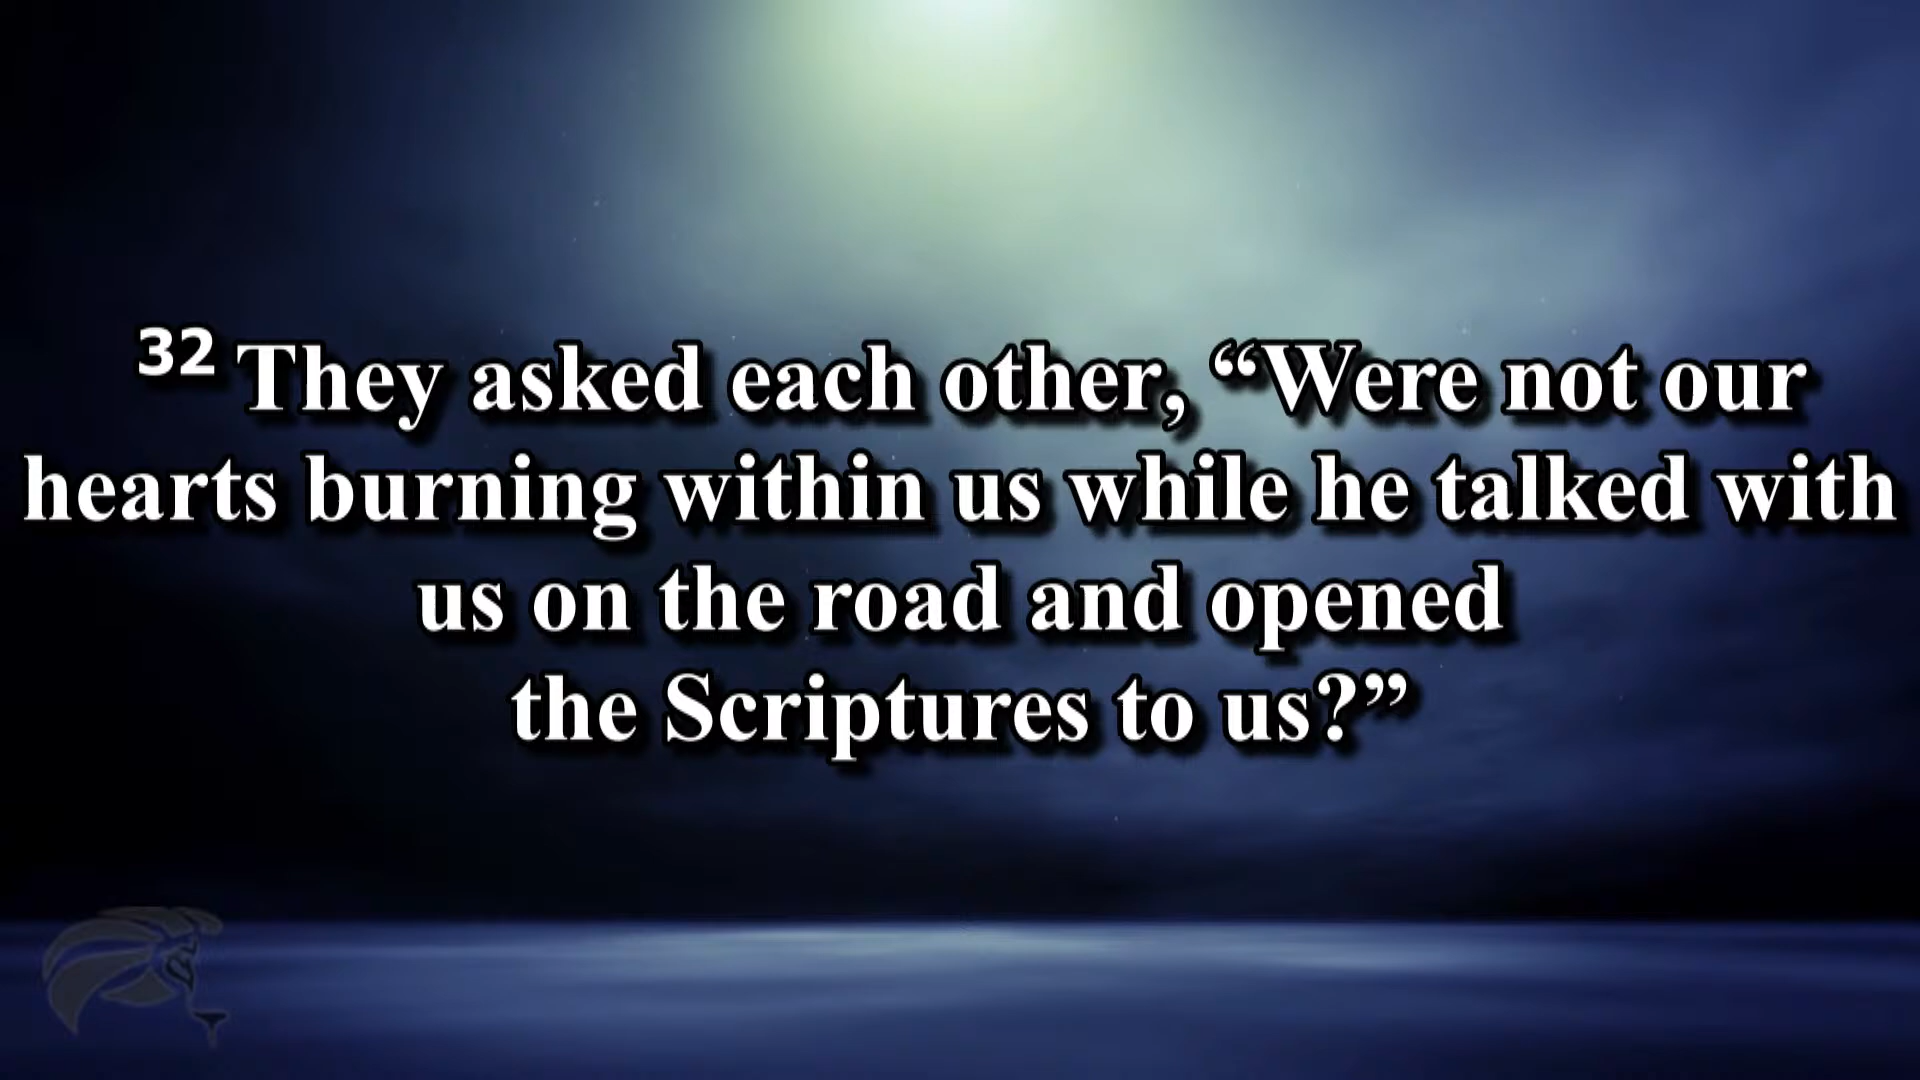 32 They asked each other, “Were not our
hearts burning within us while he talked with
us on the road and opened
the Scriptures to us?”